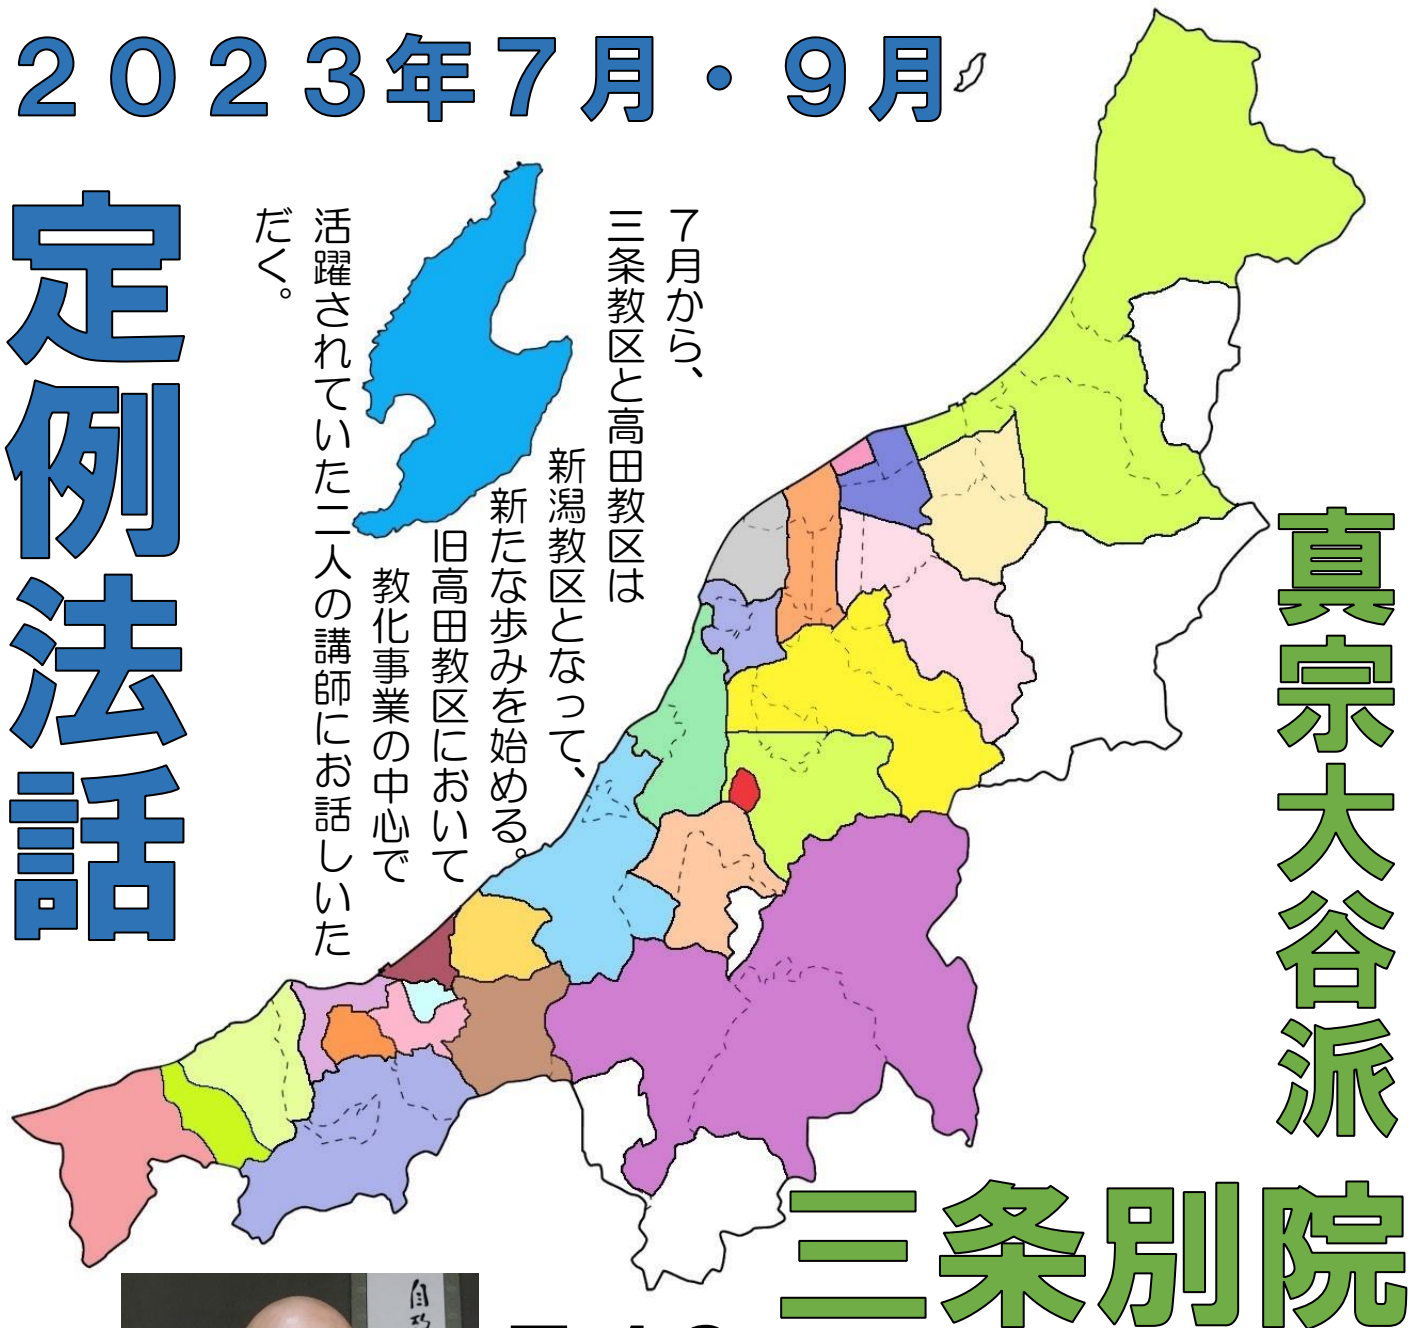 ２０２３年７月・９月
定例法話
７月から、
三条教区と高田教区は
新潟教区となって、
新たな歩みを始める。
旧高田教区において
教化事業の中心で
活躍されていた二人の講師にお話しいた
だく。
真宗大谷派
三条別院